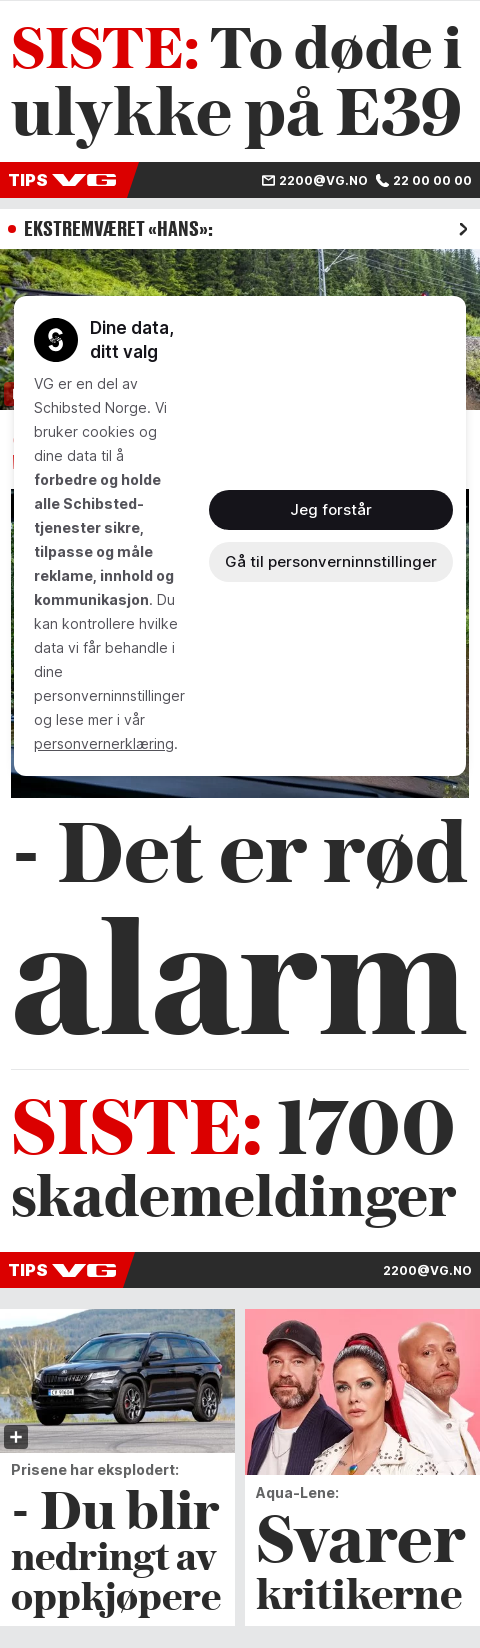 SISTE: To døde i
ulykke på E39
TIPS VG 2200@VG.NO 22 00 00 00
EKSTREMVÆRET «HANS»:
Dine data,
ditt valg
VG er en del av
Schibsted Norge. Vi
bruker cookies og
dine data til å
forbedre og holde
alle Schibsted-
tjenester sikre,
tilpasse og måle
reklame, innhold og
kommunikasjon. Du
kan kontrollere hvilke
data vi får behandle i
dine
personverninnstillinger
og lese mer i vår
personvernerklæring.
Jeg forstår
Gå til personverninnstillinger
- Det er rød
alarm
SISTE: 1700
skademeldinger
TIPS VG 2200@VG.NO
Prisene har eksplodert:
- Du blir
nedringt av
oppkjøpere
Aqua-Lene:
Svarer
kritikerne